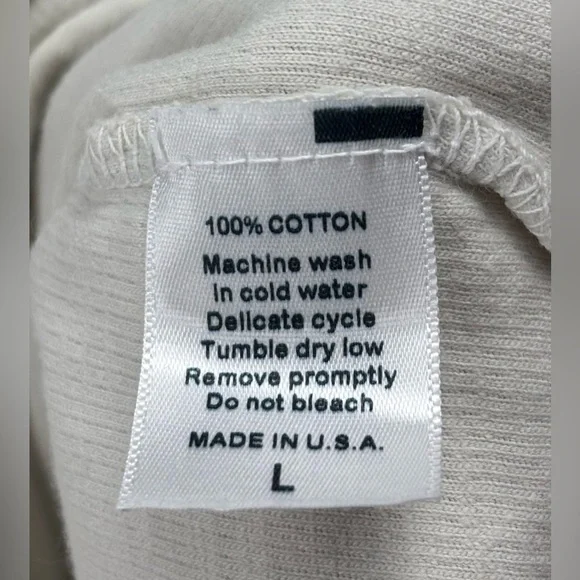 100% COTTON
Machine wash
In cold water
Delicate cycle
Tumble dry low
Remove promptly
Do not bleach
MADE IN U.S.A.
L